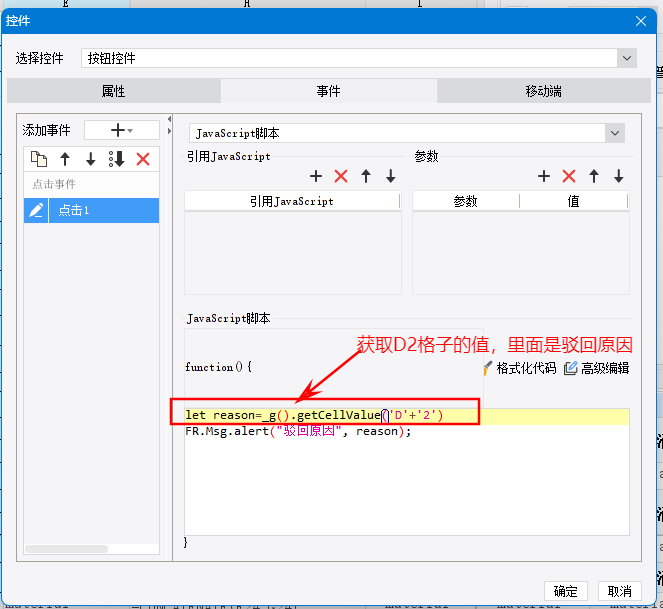 E H I
控件
选择控件 按钮控件
属性 事件 移动端
添加事件
点击事件
点击1
JavaScript脚本
引用JavaScript 参数
引用JavaScript 参数 值
JavaScript脚本
获取D2格子的值，里面是驳回原因
function(){ 格式化代码 高级编辑
let reason=_g().getCellValue('D'+'2')
FR.Msg.alert("驳回原因", reason);
}
确定 取消